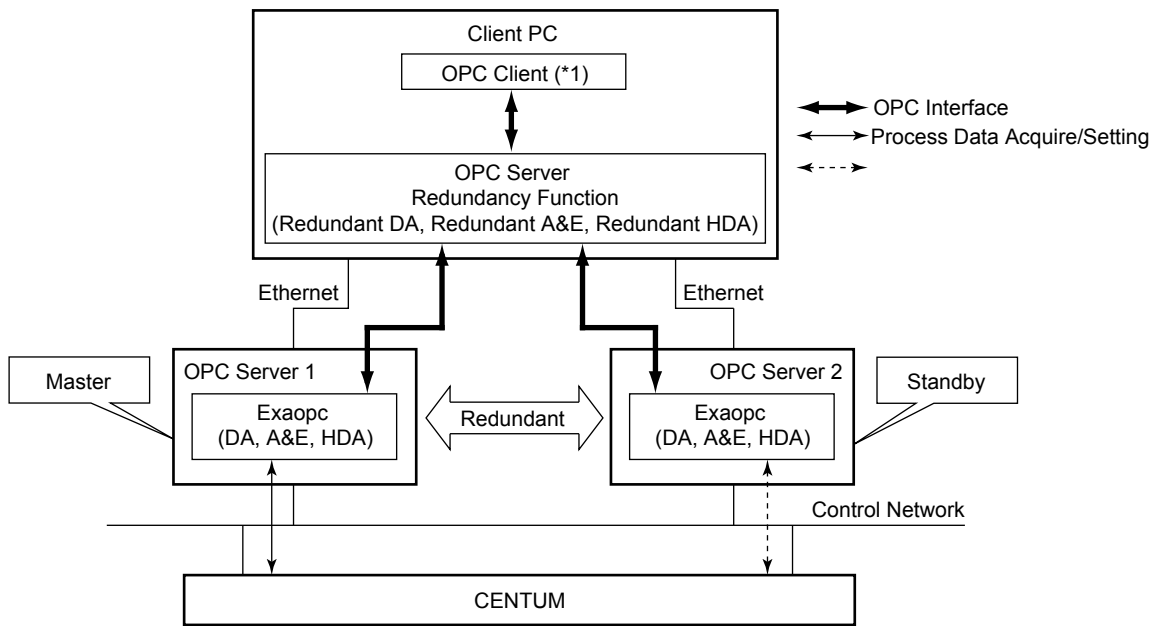 Client PC
OPC Client (*1)
OPC Interface
Process Data Acquire/Setting
OPC Server
Redundancy Function
(Redundant DA, Redundant A&E, Redundant HDA)
Ethernet
Ethernet
Master
OPC Server 1
Exaopc
(DA, A&E, HDA)
Redundant
OPC Server 2
Exaopc
(DA, A&E, HDA)
Standby
Control Network
CENTUM